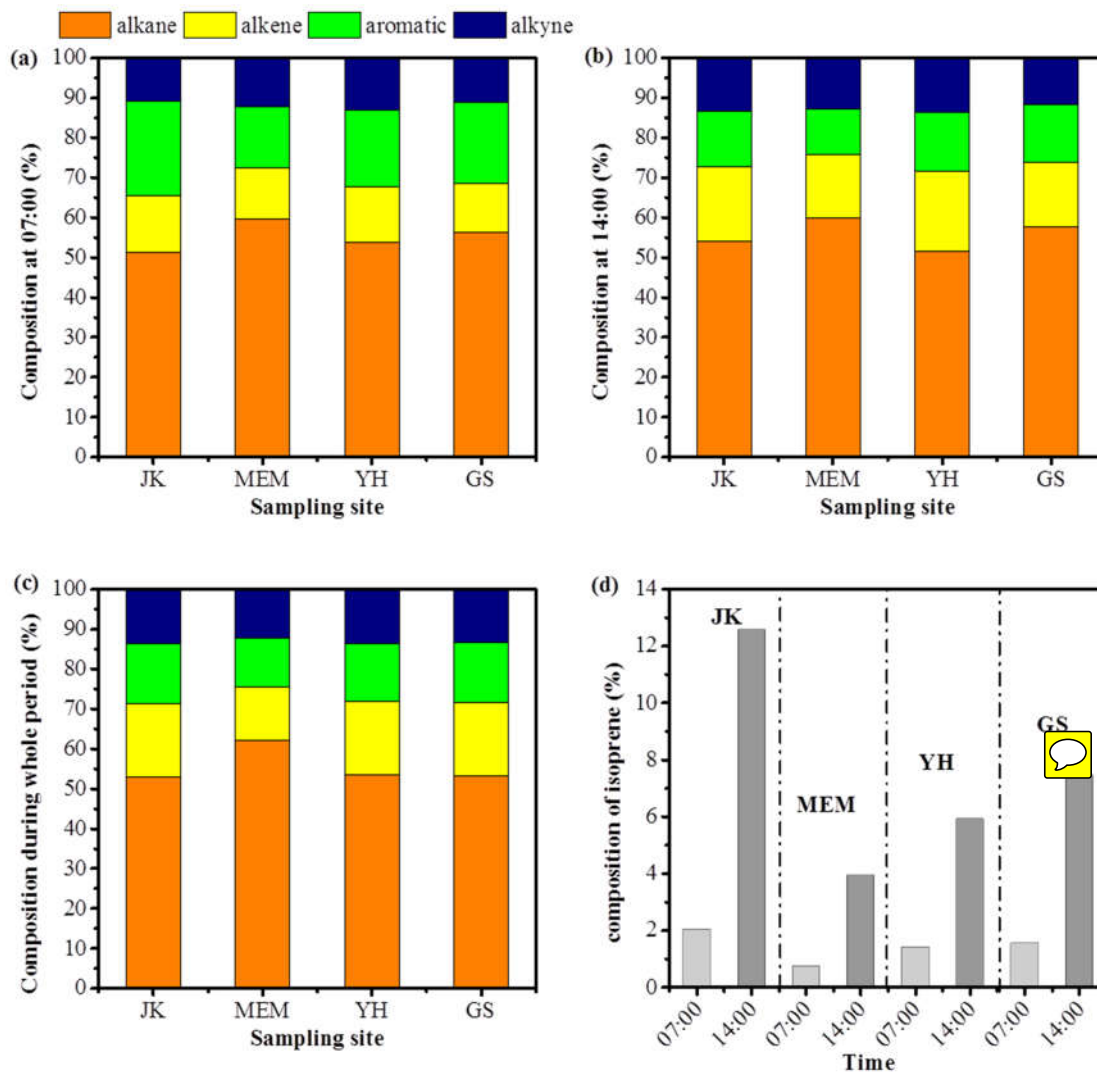 alkane alkene aromatic alkyne
(a)
Composition at 07:00 (%)
100
90
80
70
60
50
40
30
20
10
0
JK MEM YH GS
Sampling site
(b)
Composition at 14:00 (%)
100
90
80
70
60
50
40
30
20
10
0
JK MEM YH GS
Sampling site
(c)
Composition during whole period (%)
100
90
80
70
60
50
40
30
20
10
0
JK MEM YH GS
Sampling site
(d)
composition of isoprene (%)
14
12
10
8
6
4
2
0
JK
MEM
YH
GS
07:00 14:00 07:00 14:00 07:00 14:00 07:00 14:00
Time